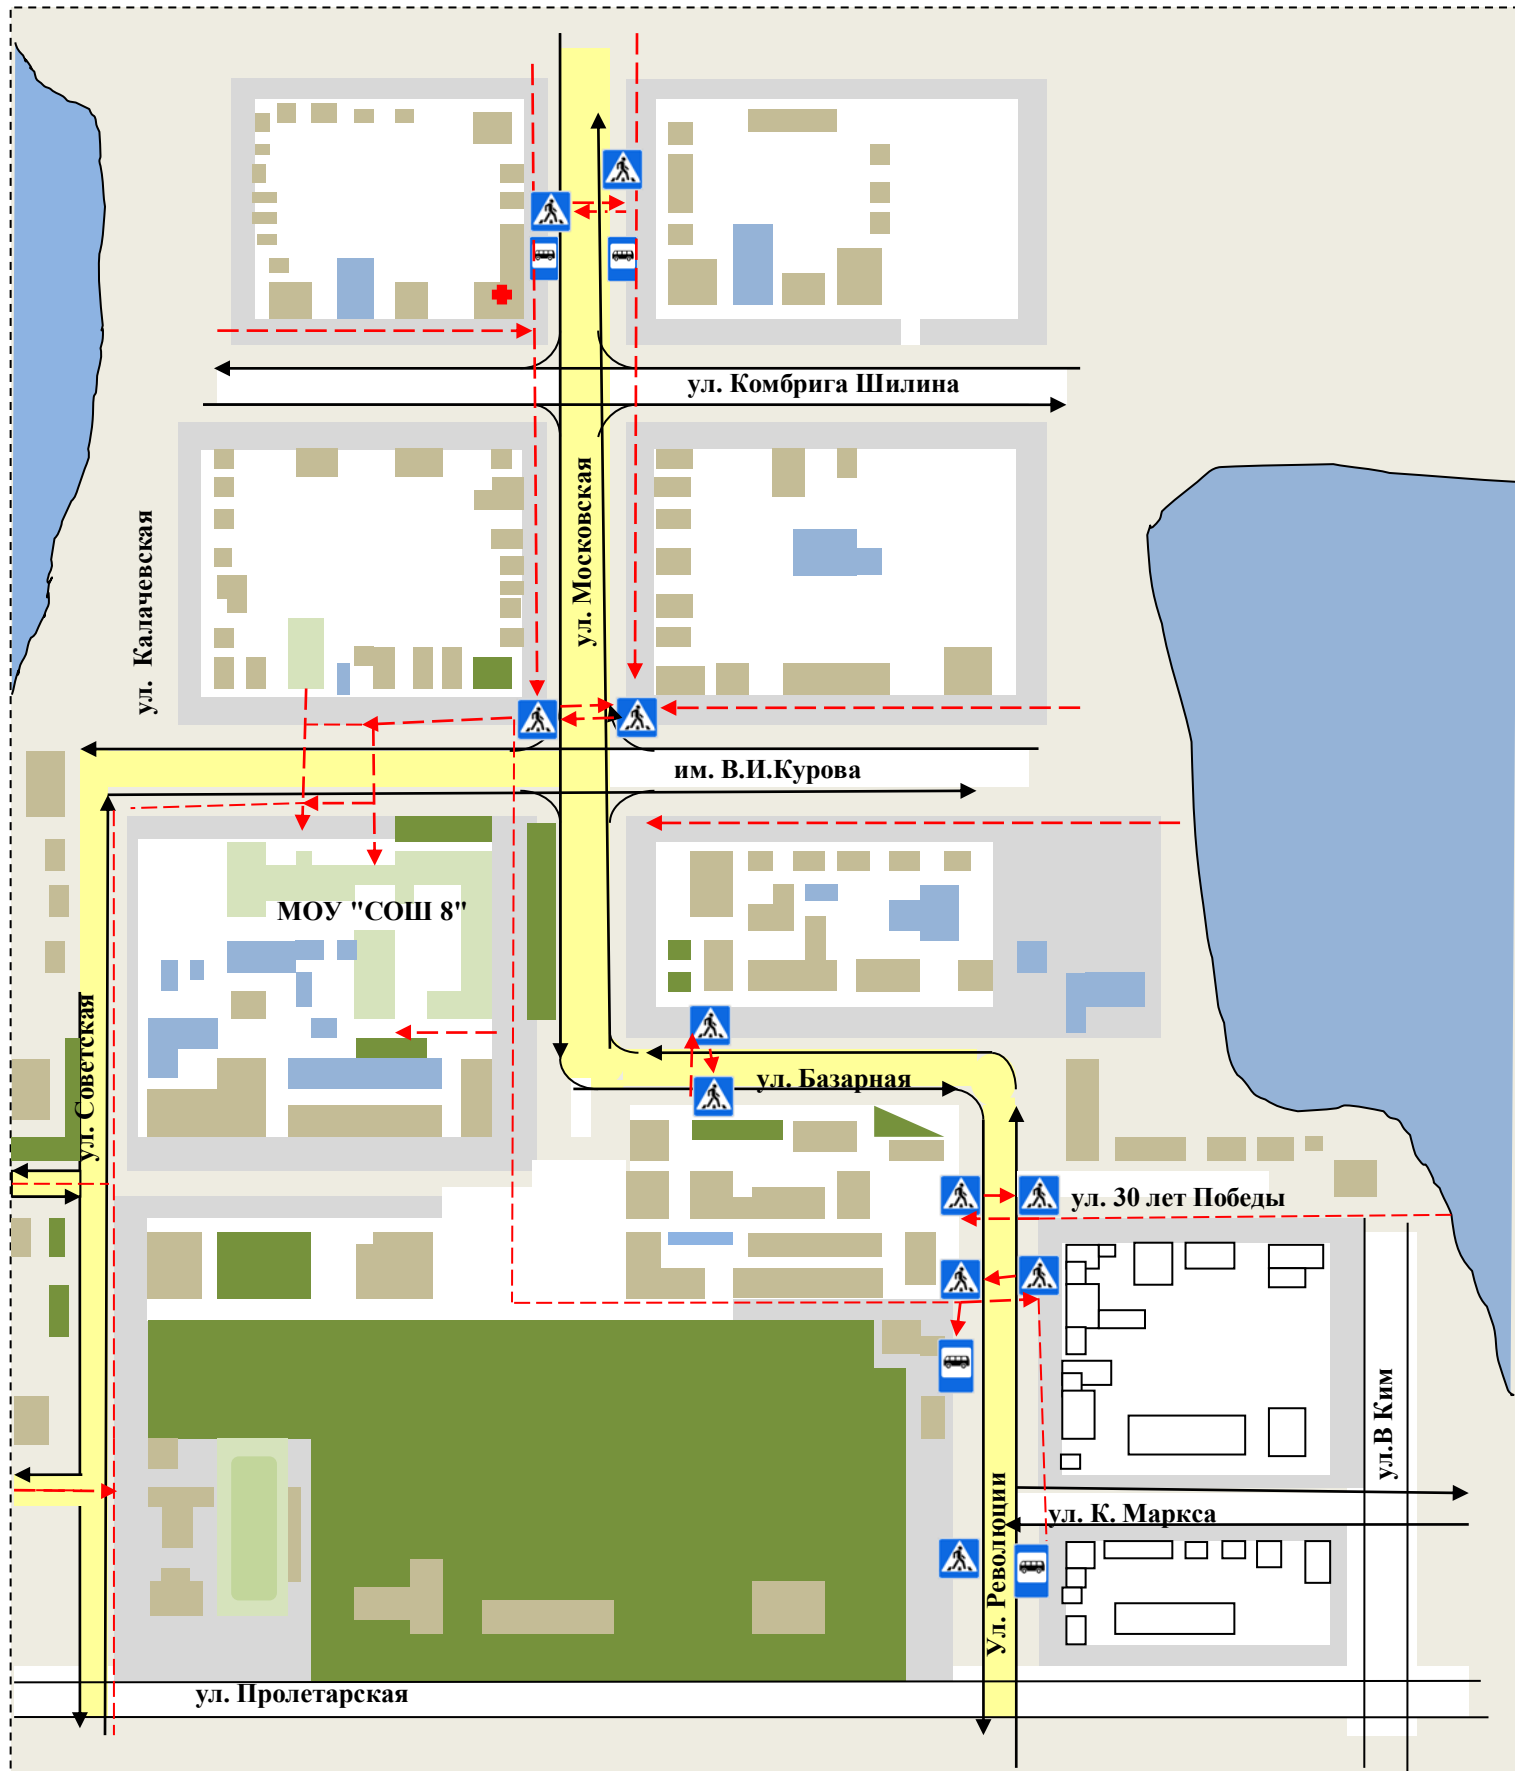 ул. Комбрига Шилина
ул. Московская
ул. Калачевская
им. В.И.Курова
МОУ "СОШ 8"
ул. Советская
ул. Базарная
ул. 30 лет Победы
ул.В Ким
Ул. Революции
ул. К. Маркса
ул. Пролетарская